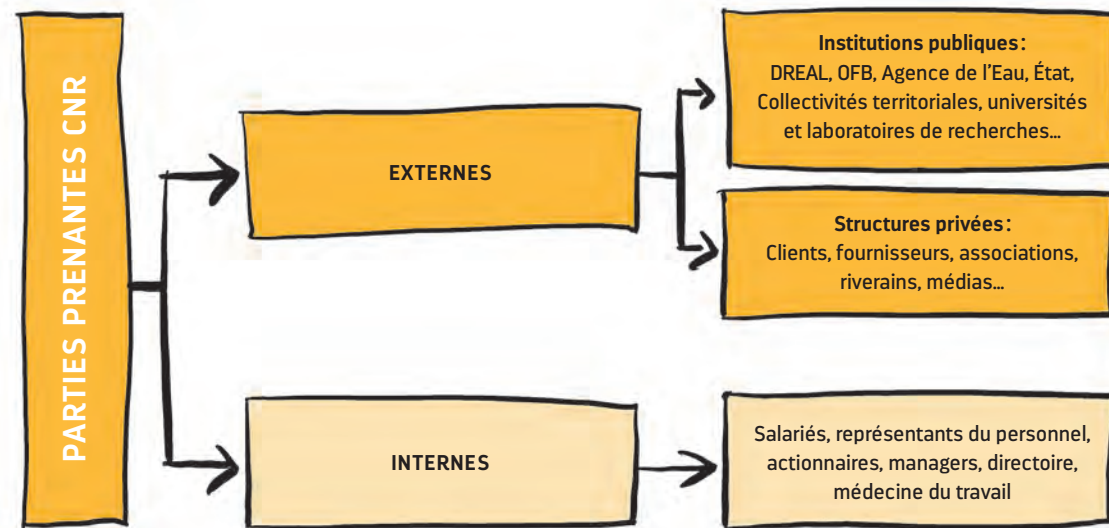 PARTIES PRENANTES CNR
EXTERNES
Institutions publiques :
DREAL, OFB, Agence de l'Eau, État,
Collectivités territoriales, universités
et laboratoires de recherches…
Structures privées :
Clients, fournisseurs, associations,
riverains, médias…
INTERNES
Salariés, représentants du personnel,
actionnaires, managers, directoire,
médecine du travail